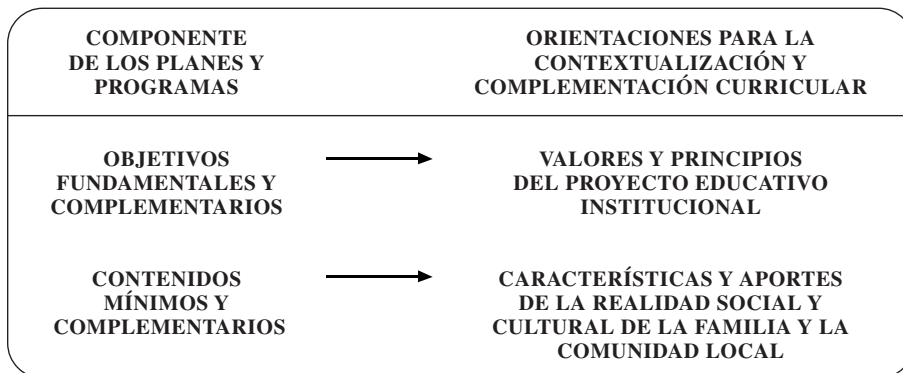 COMPONENTE
DE LOS PLANES Y
PROGRAMAS
ORIENTACIONES PARA LA
CONTEXTUALIZACIÓN Y
COMPLEMENTACIÓN CURRICULAR
OBJETIVOS
FUNDAMENTALES Y
COMPLEMENTARIOS
VALORES Y PRINCIPIOS
DEL PROYECTO EDUCATIVO
INSTITUCIONAL
CONTENIDOS
MÍNIMOS Y
COMPLEMENTARIOS
CARACTERÍSTICAS Y APORTES
DE LA REALIDAD SOCIAL Y
CULTURAL DE LA FAMILIA Y LA
COMUNIDAD LOCAL